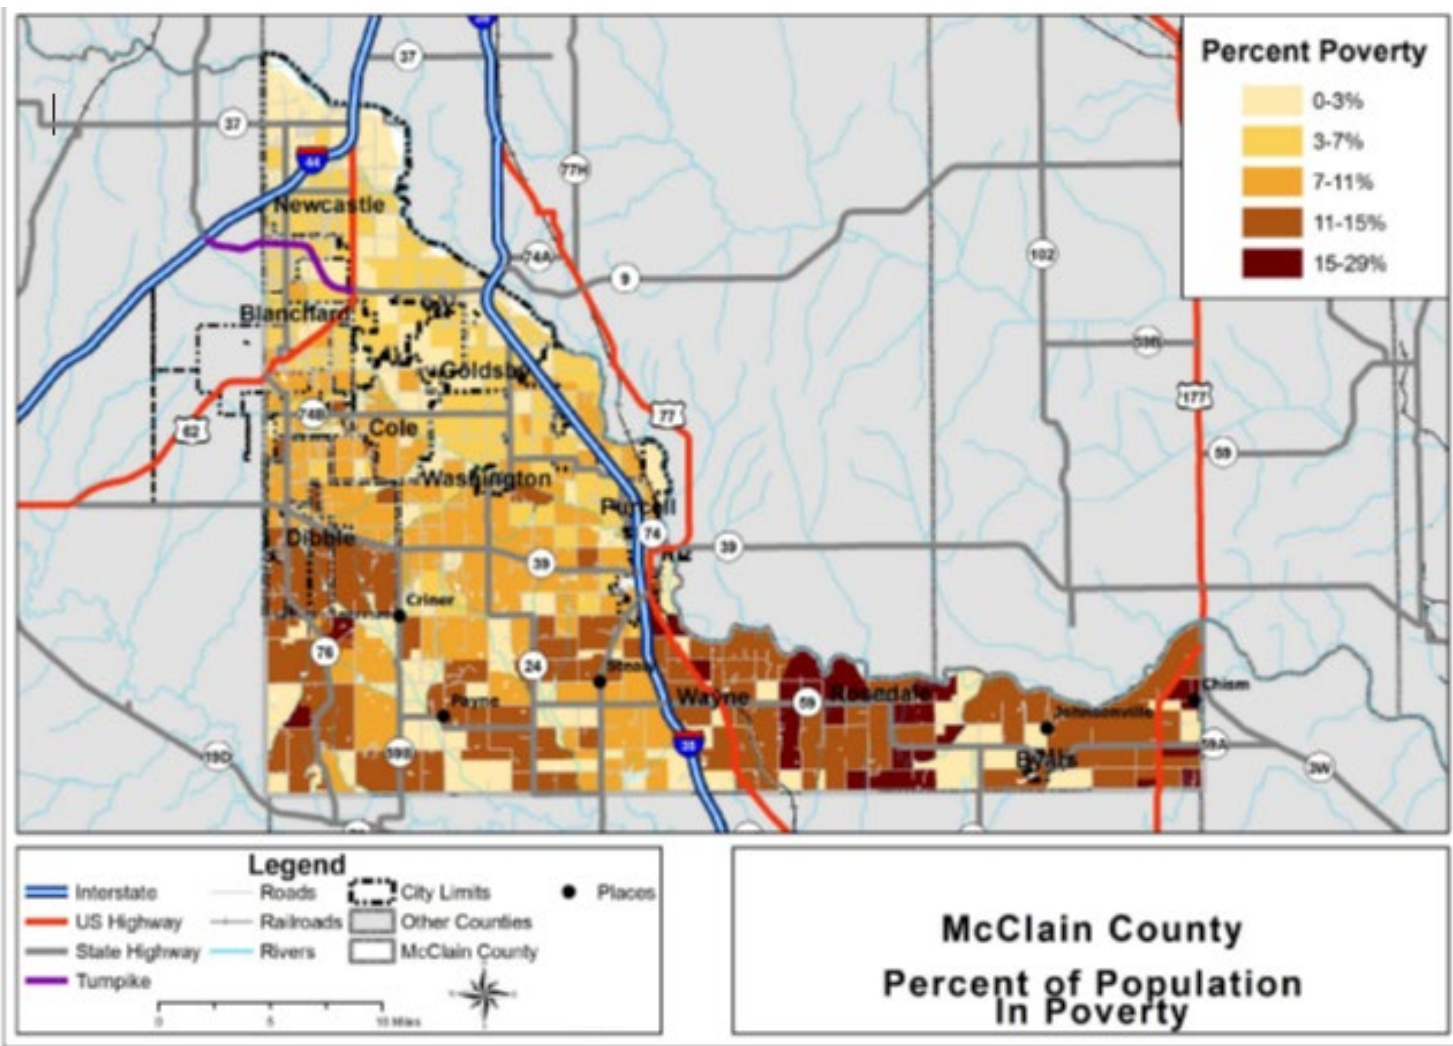 37
37
44
77H
Newcastle
74A
9
102
Blanchard
Goldsby
62
74B
Cole
77
177
59
Washington
Purcell
74
Dibble
39
39
Criner
76
24
Wayne
59
Rosedale
Chism
Payne
Johnsonville
39B
35
59A
19D
3W
Byars
Percent Poverty
0-3%
3-7%
7-11%
11-15%
15-29%
Legend
Interstate
Roads
City Limits
Places
US Highway
Railroads
Other Counties
State Highway
Rivers
McClain County
Turnpike
0 5 10 Miles
McClain County
Percent of Population
In Poverty